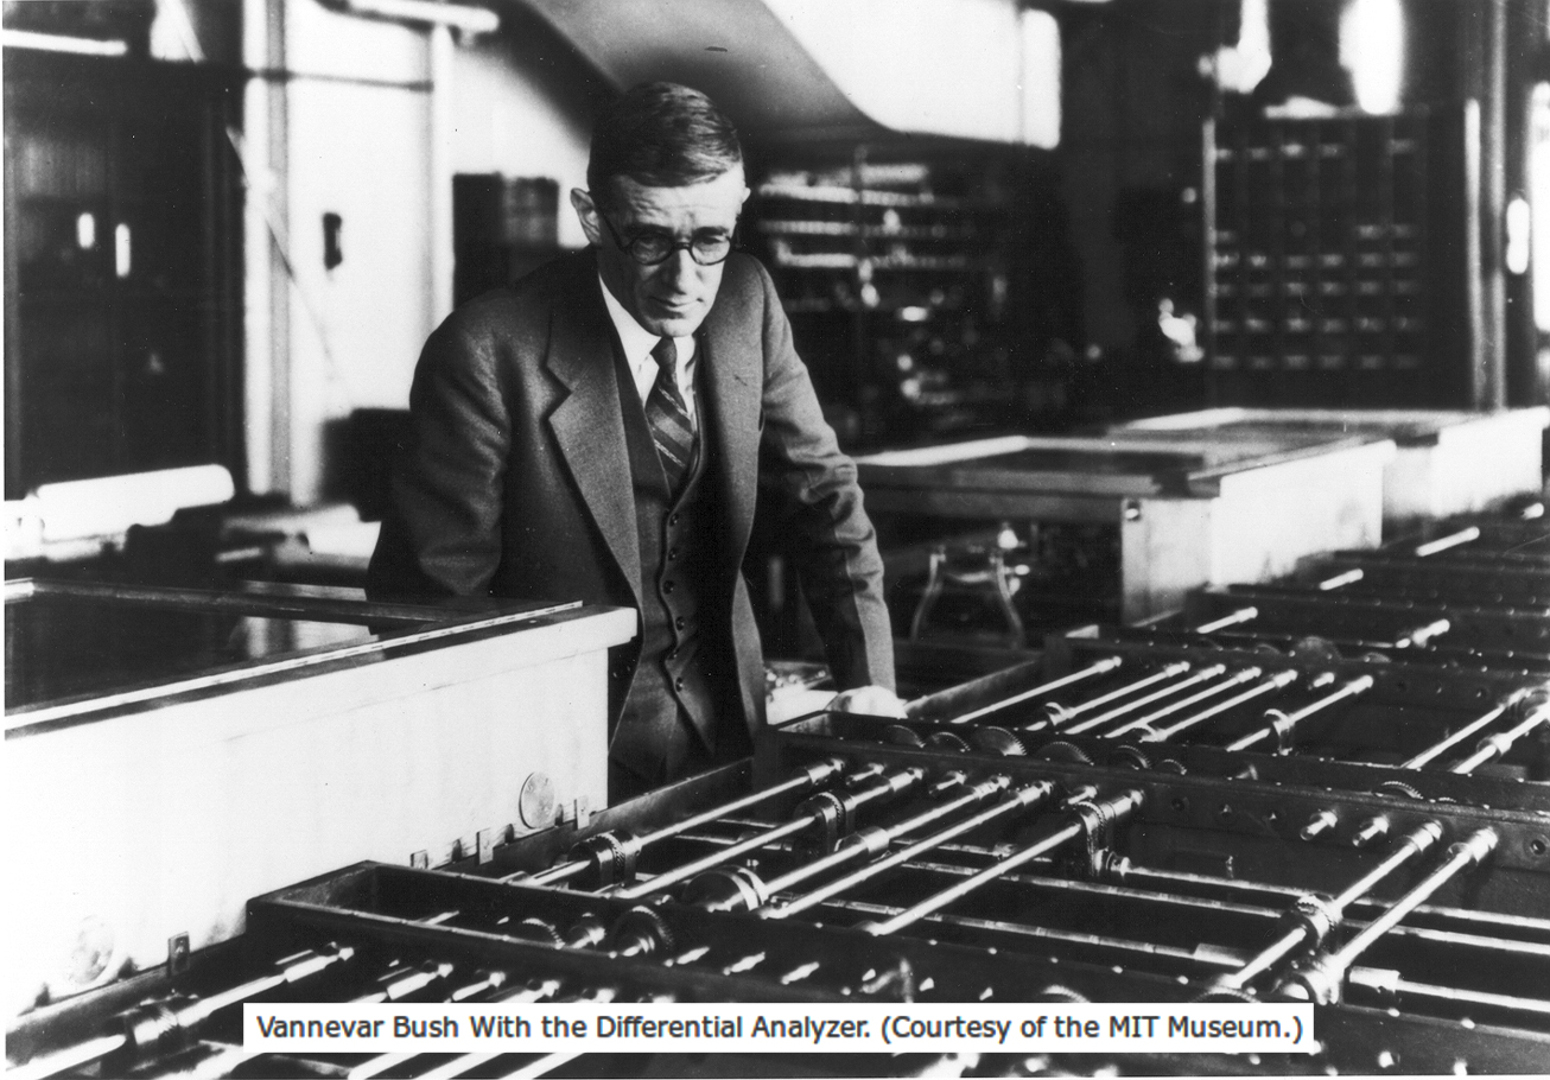 Vannevar Bush With the Differential Analyzer. (Courtesy of the MIT Museum.)